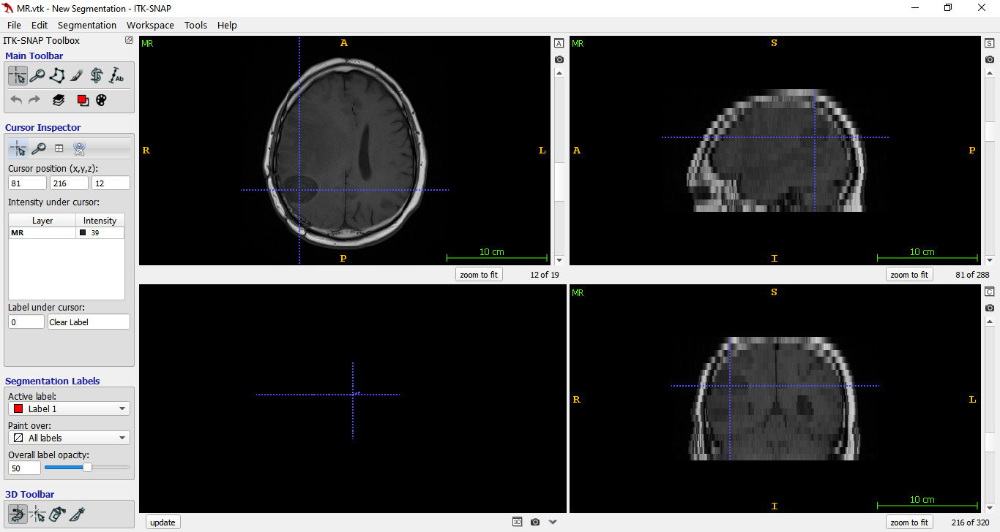 MR.vtk - New Segmentation - ITK-SNAP
File Edit Segmentation Workspace Tools Help
ITK-SNAP Toolbox
Main Toolbar
Ab
Cursor Inspector
Cursor position (x,y,z):
81 216 12
Intensity under cursor:
Layer Intensity
MR 39
Label under cursor:
0 Clear Label
Segmentation Labels
Active label:
Label 1
Paint over:
All labels
Overall label opacity:
50
3D Toolbar
MR A
R L
P 10 cm
A
zoom to fit 12 of 19
MR S
A P
I 10 cm
S
zoom to fit 81 of 288
update 3D
MR S
R L
I 10 cm
C
zoom to fit 216 of 320